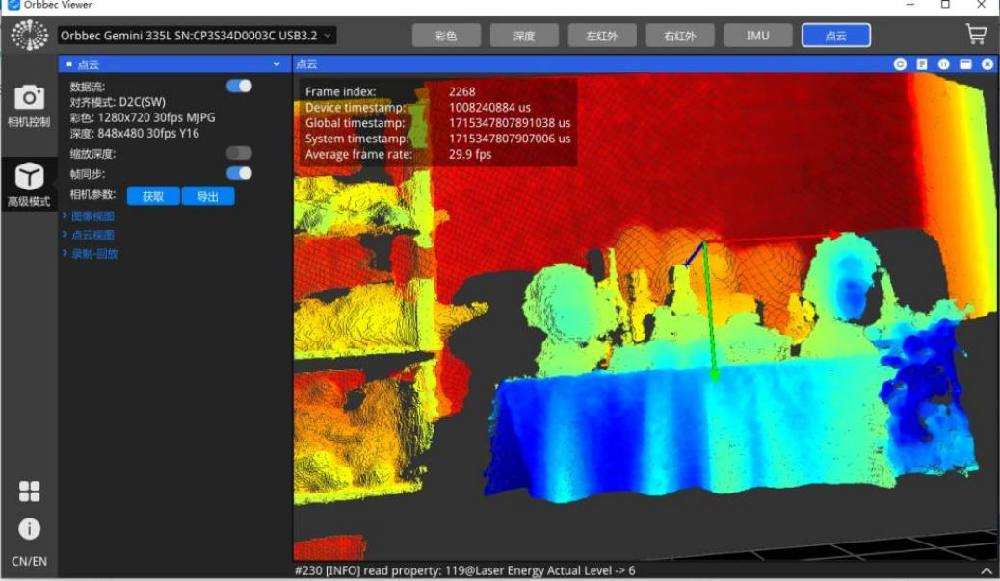 Orbbec Viewer
Orbbec Gemini 335L SN:CP3S34D0003C USB3.2
彩色
深度
左红外
右红外
IMU
点云
相机控制
高级模式
CN/EN
点云
数据流:
对齐模式: D2C(SW)
彩色: 1280x720 30fps MJPG
深度: 848x480 30fps Y16
缩放深度:
帧同步:
相机参数: 获取 导出
图像视图
点云视图
录制-回放
点云
Frame index: 2268
Device timestamp: 1008240884 us
Global timestamp: 1715347807891038 us
System timestamp: 1715347807907006 us
Average frame rate: 29.9 fps
#230 [INFO] read property: 119@Laser Energy Actual Level -> 6